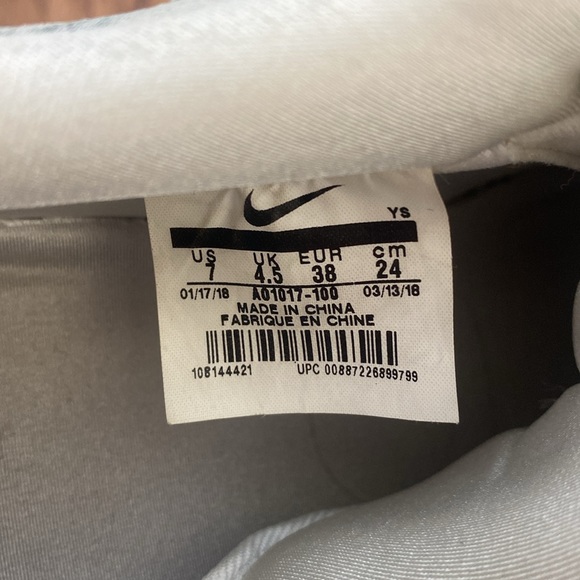 YS
US UK EUR cm
7 4.5 38 24
01/17/18 AO1017-100 03/13/18
MADE IN CHINA
FABRIQUE EN CHINE
108144421 UPC 00887226899799